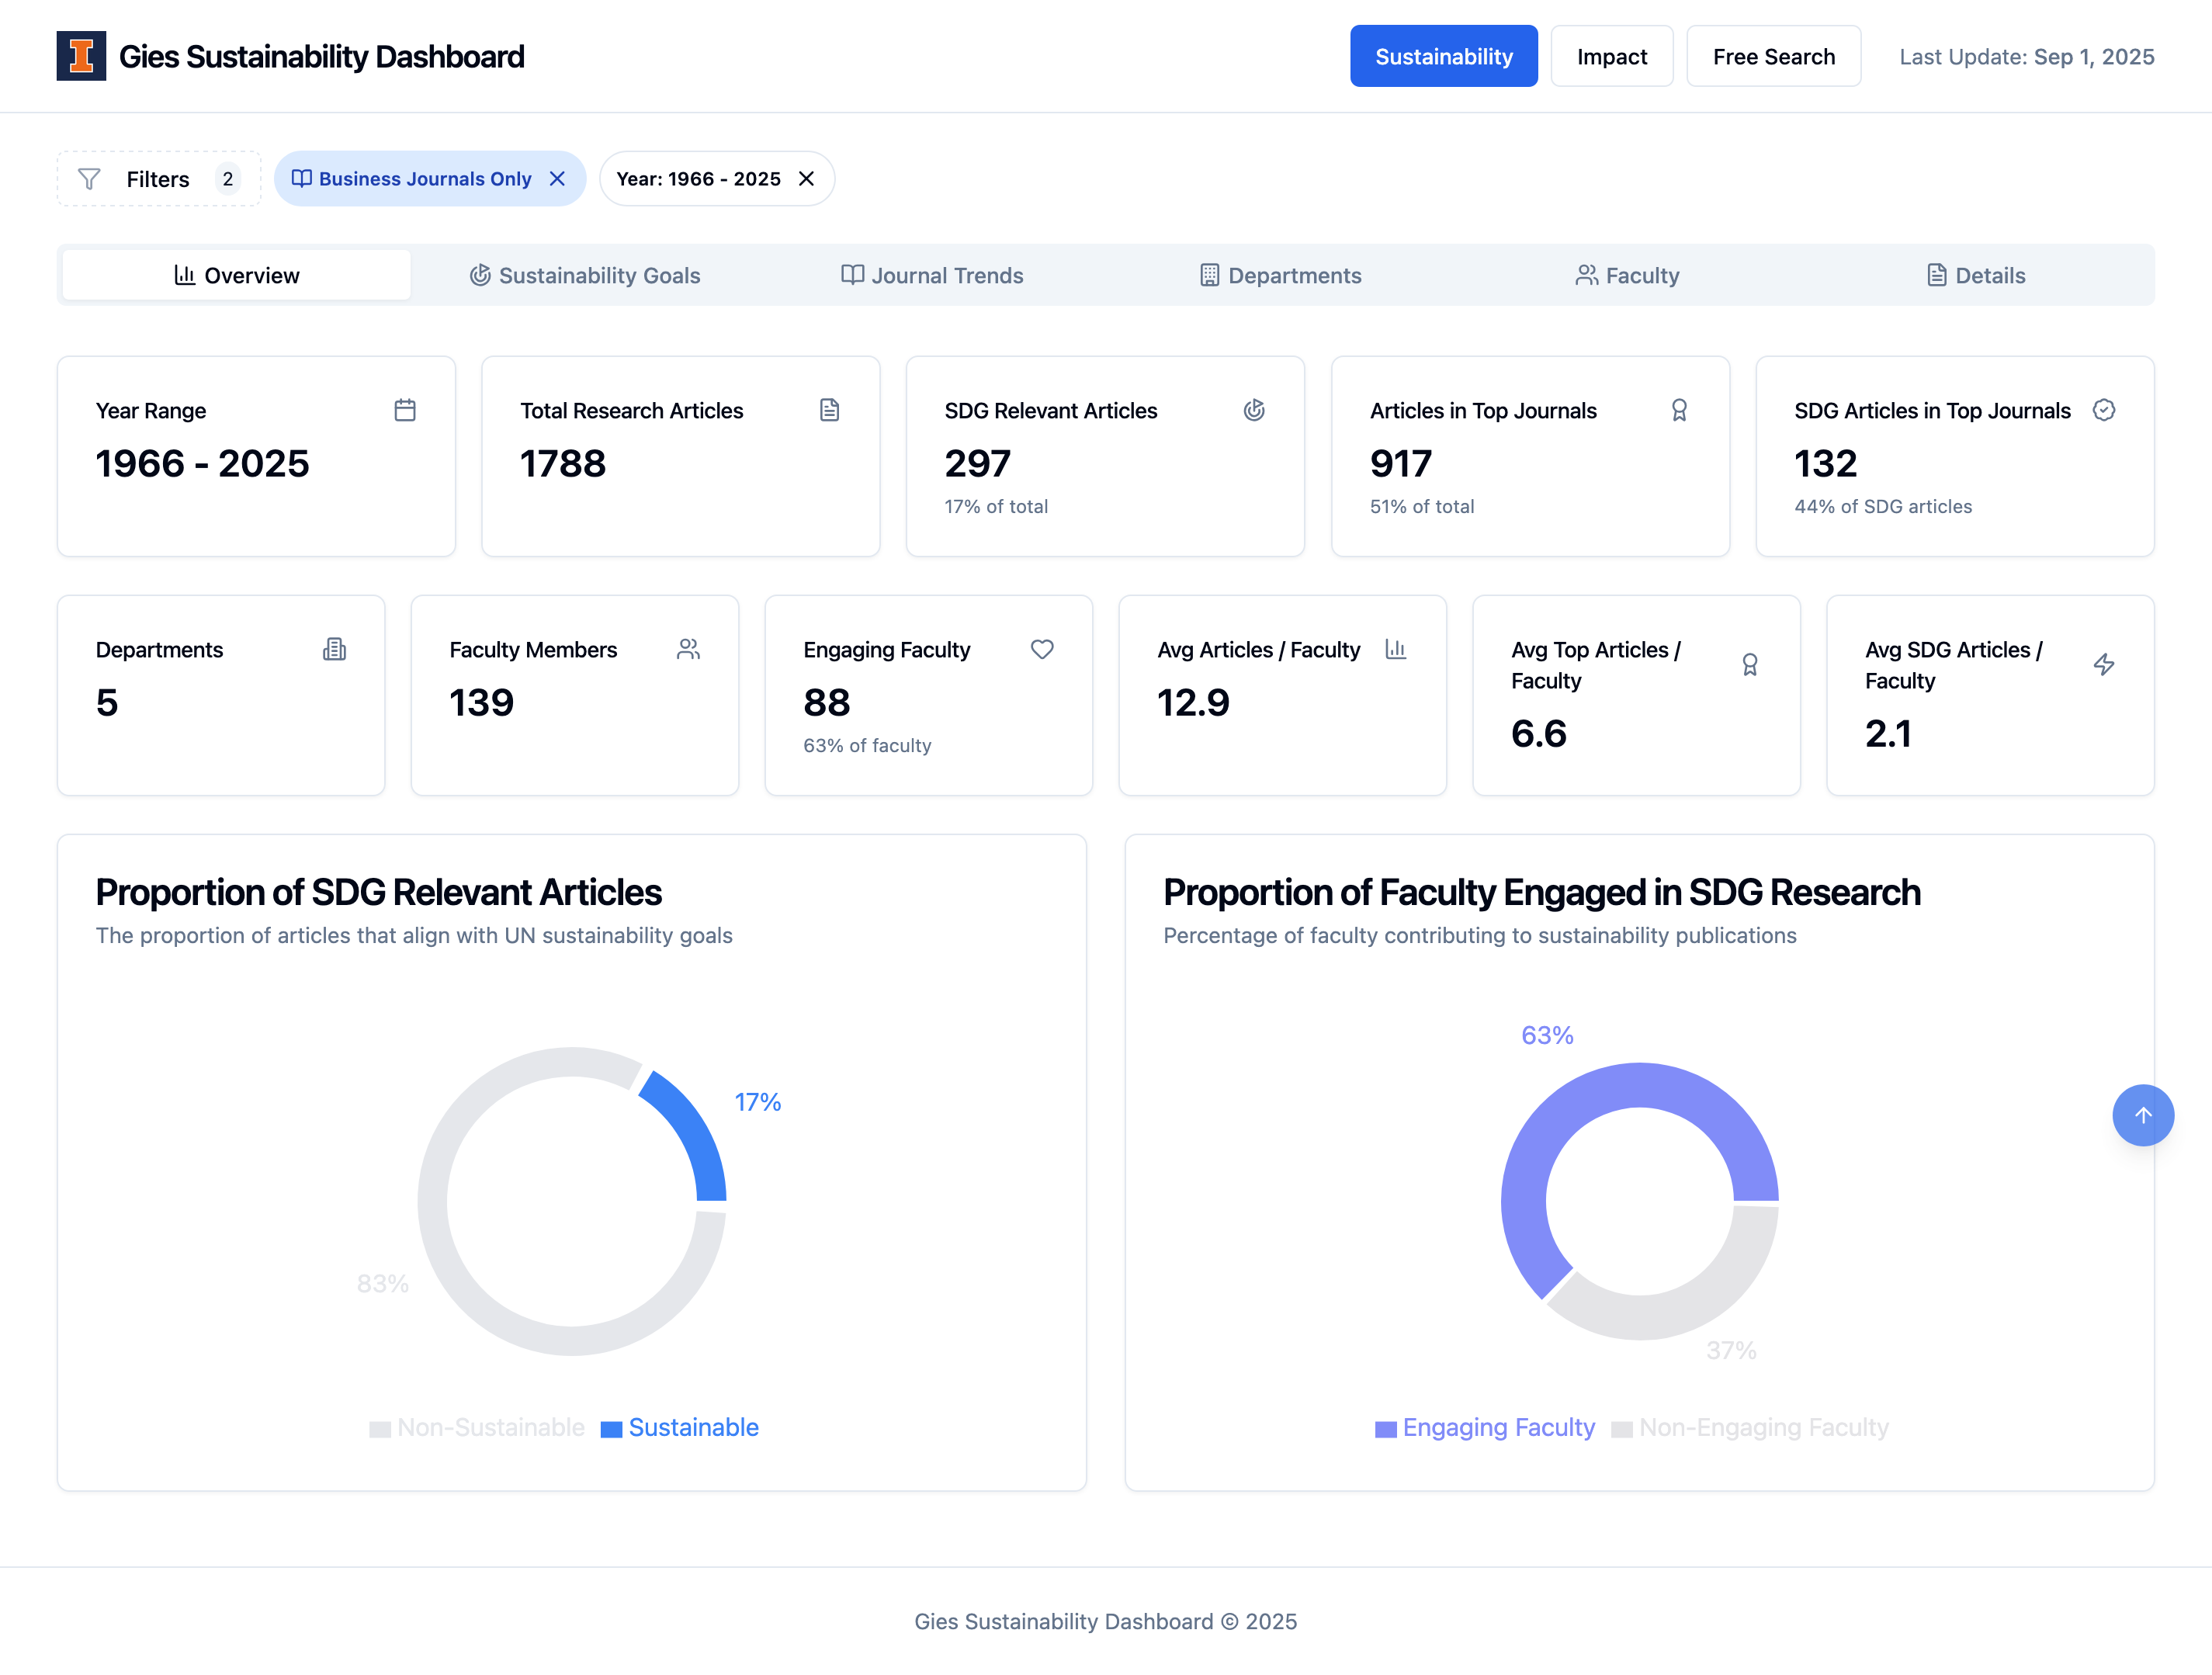 Gies Sustainability Dashboard
Sustainability
Impact
Free Search
Last Update: Sep 1, 2025
Filters 2
Business Journals Only
Year: 1966 - 2025
Overview
Sustainability Goals
Journal Trends
Departments
Faculty
Details
Year Range
1966 - 2025
Total Research Articles
1788
SDG Relevant Articles
297
17% of total
Articles in Top Journals
917
51% of total
SDG Articles in Top Journals
132
44% of SDG articles
Departments
5
Faculty Members
139
Engaging Faculty
88
63% of faculty
Avg Articles / Faculty
12.9
Avg Top Articles /
Faculty
6.6
Avg SDG Articles /
Faculty
2.1
Proportion of SDG Relevant Articles
The proportion of articles that align with UN sustainability goals
17%
83%
Non-Sustainable
Sustainable
Proportion of Faculty Engaged in SDG Research
Percentage of faculty contributing to sustainability publications
63%
37%
Engaging Faculty
Non-Engaging Faculty
Gies Sustainability Dashboard © 2025